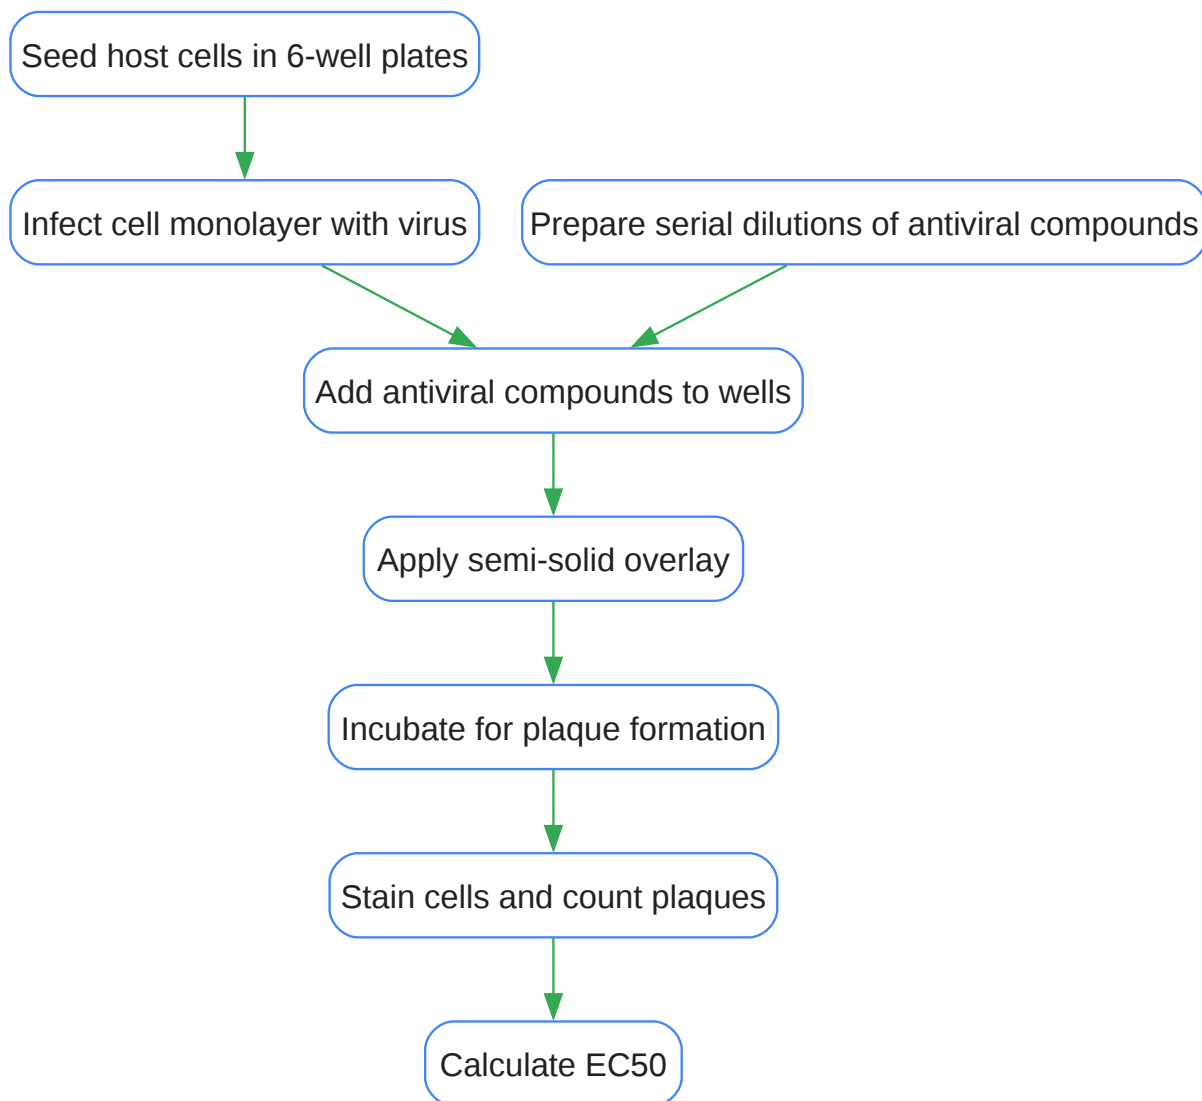 Seed host cells in 6-well plates
Infect cell monolayer with virus
Prepare serial dilutions of antiviral compounds
Add antiviral compounds to wells
Apply semi-solid overlay
Incubate for plaque formation
Stain cells and count plaques
Calculate EC50